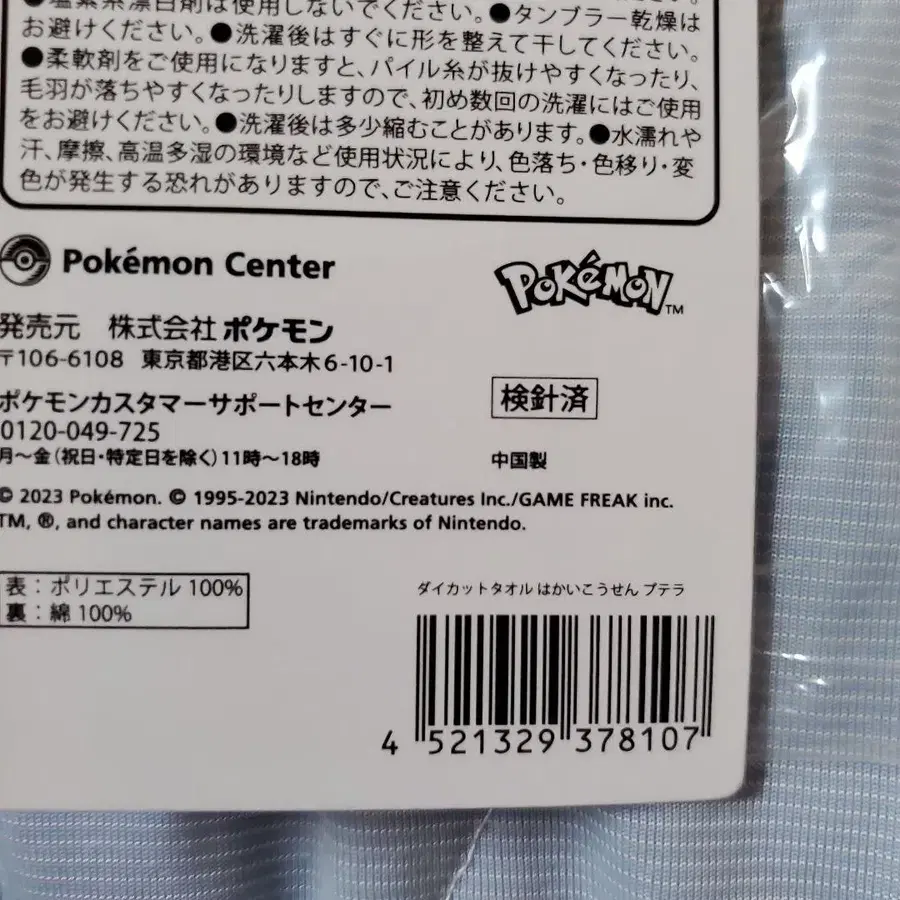 ●塩素系漂白剤は使用しないでください。●タンブラー乾燥は
お避けください。●洗濯後はすぐに形を整えて干してください。
●柔軟剤をご使用になりますと、パイル糸が抜けやすくなったり、
毛羽が落ちやすくなったりしますので、初め数回の洗濯にはご使用
をお避けください。●洗濯後は多少縮むことがあります。●水濡れや
汗、摩擦、高温多湿の環境など使用状況により、色落ち・色移り・変
色が発生する恐れがありますので、ご注意ください。
Pokémon Center
POKéMON™
発売元 株式会社ポケモン
〒106-6108 東京都港区六本木6-10-1
ポケモンカスタマーサポートセンター
0120-049-725
月～金(祝日・特定日を除く)11時～18時
検針済
中国製
© 2023 Pokémon. © 1995-2023 Nintendo/Creatures Inc./GAME FREAK inc.
TM, ®, and character names are trademarks of Nintendo.
表：ポリエステル 100%
裏：綿 100%
ダイカットタオル はかいこうせん プテラ
4 521329 378107